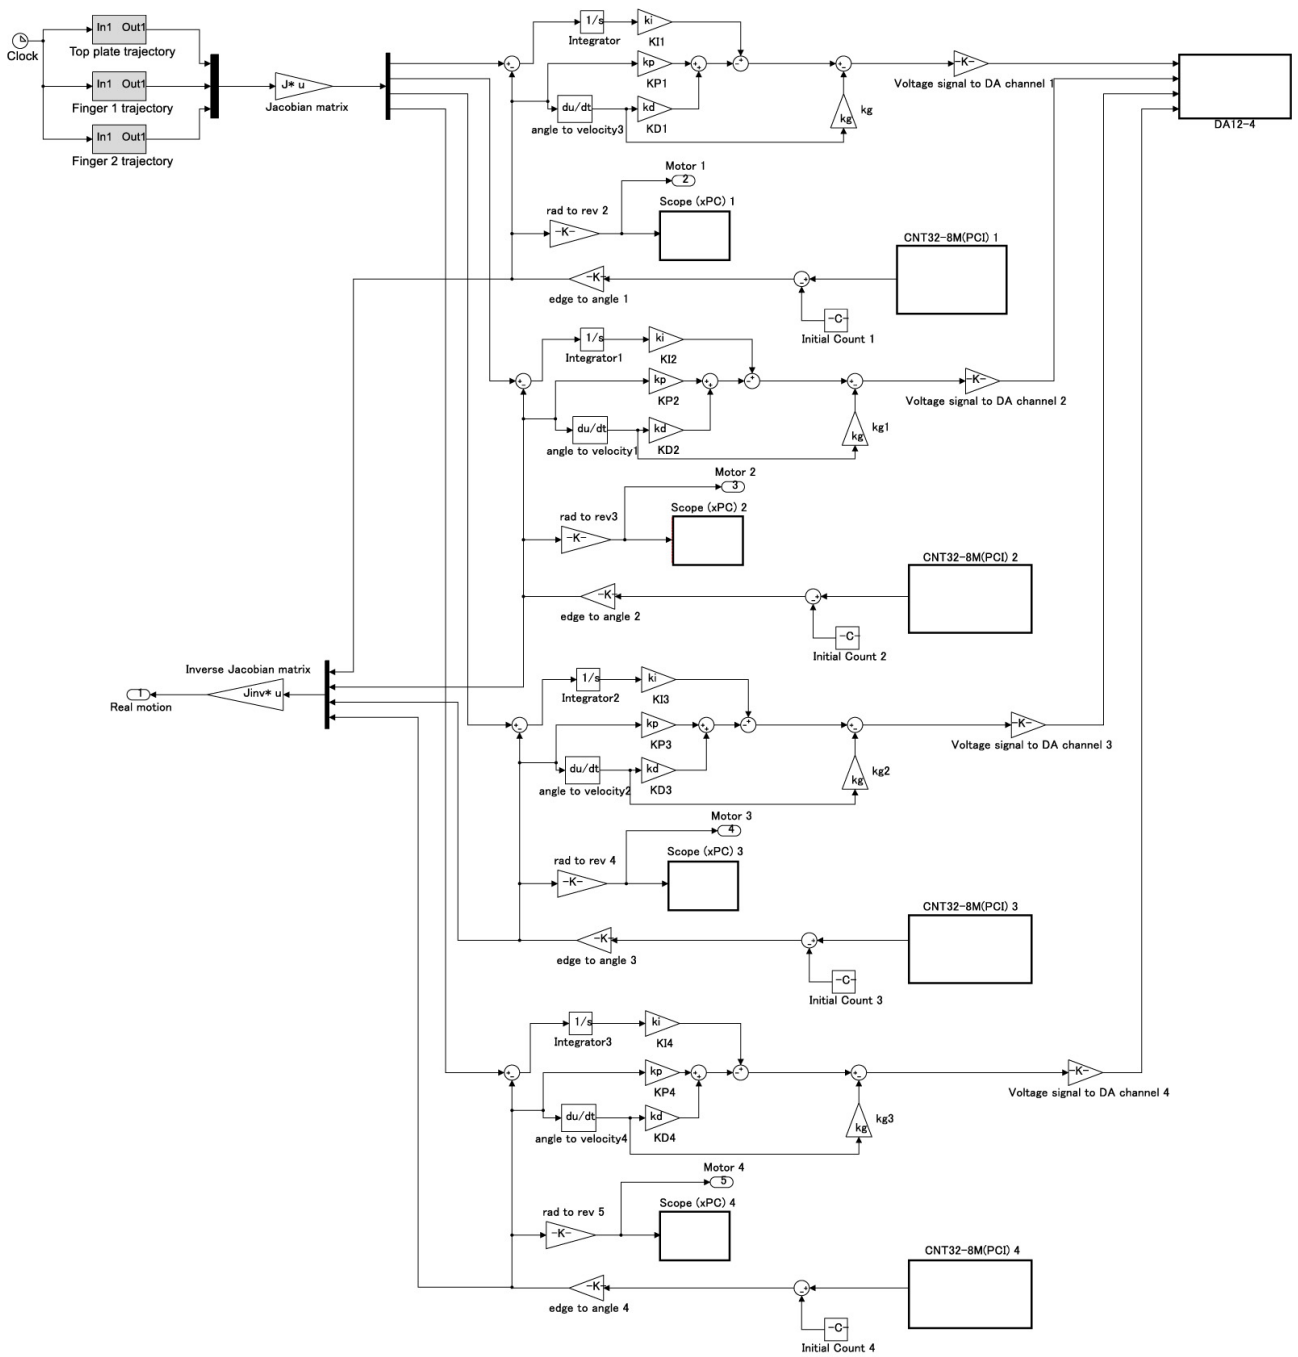 In1 Out1
Top plate trajectory
Clock
In1 Out1
Finger 1 trajectory
In1 Out1
Finger 2 trajectory
J* u
Jacobian matrix
1/s
Integrator
ki
KI1
kp
KP1
du/dt
angle to velocity3
kd
KD1
kg
kg
-K-
Voltage signal to DA channel 1
DA12-4
Motor 1
2
rad to rev 2
-K-
Scope (xPC) 1
CNT32-8M(PCI) 1
-K-
edge to angle 1
-C-
Initial Count 1
1/s
Integrator1
ki
KI2
kp
KP2
du/dt
angle to velocity1
kd
KD2
kg
kg1
-K-
Voltage signal to DA channel 2
Motor 2
3
rad to rev3
-K-
Scope (xPC) 2
CNT32-8M(PCI) 2
-K-
edge to angle 2
-C-
Initial Count 2
Inverse Jacobian matrix
Jinv* u
1
Real motion
1/s
Integrator2
ki
KI3
kp
KP3
du/dt
angle to velocity2
kd
KD3
kg
kg2
-K-
Voltage signal to DA channel 3
Motor 3
4
rad to rev 4
-K-
Scope (xPC) 3
CNT32-8M(PCI) 3
-K-
edge to angle 3
-C-
Initial Count 3
1/s
Integrator3
ki
KI4
kp
KP4
du/dt
angle to velocity4
kd
KD4
kg
kg3
-K-
Voltage signal to DA channel 4
Motor 4
5
rad to rev 5
-K-
Scope (xPC) 4
CNT32-8M(PCI) 4
-K-
edge to angle 4
-C-
Initial Count 4